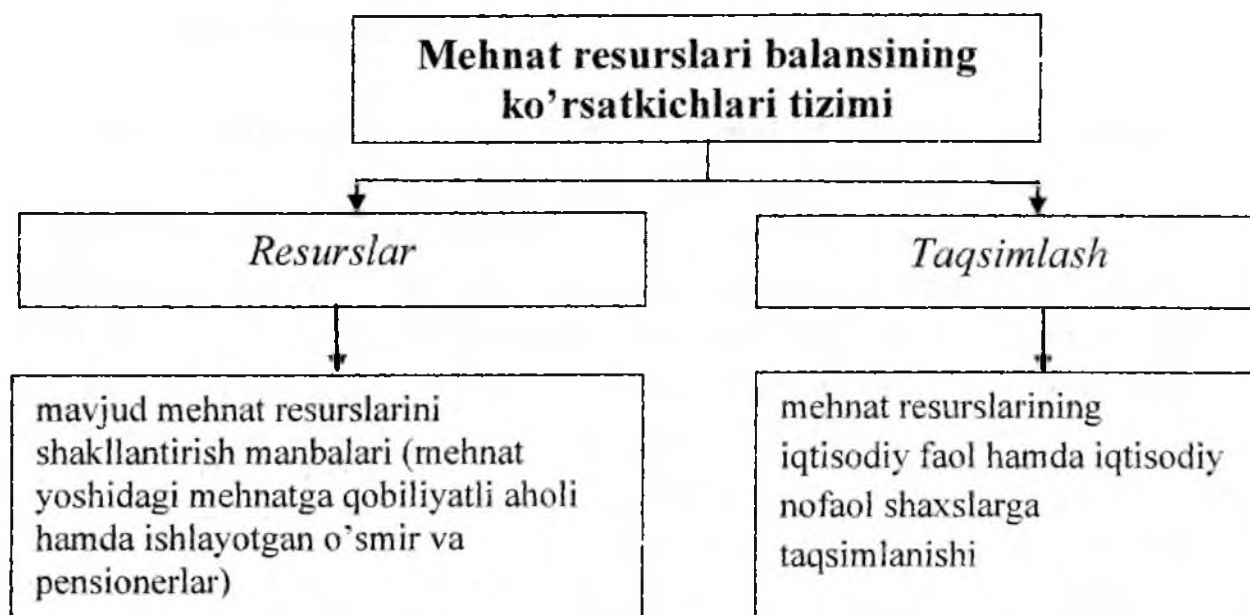 Mehnat resurslari balansining
ko’rsatkichlari tizimi
Resurslar
Taqsimlash
mavjud mehnat resurslarini
shakllantirish manbalari (mehnat
yoshidagi mehnatga qobiliyatli aholi
hamda ishlayotgan o’smir va
pensionerlar)
mehnat resurslarining
iqtisodiy faol hamda iqtisodiy
nofaol shaxslarga
taqsimlanishi